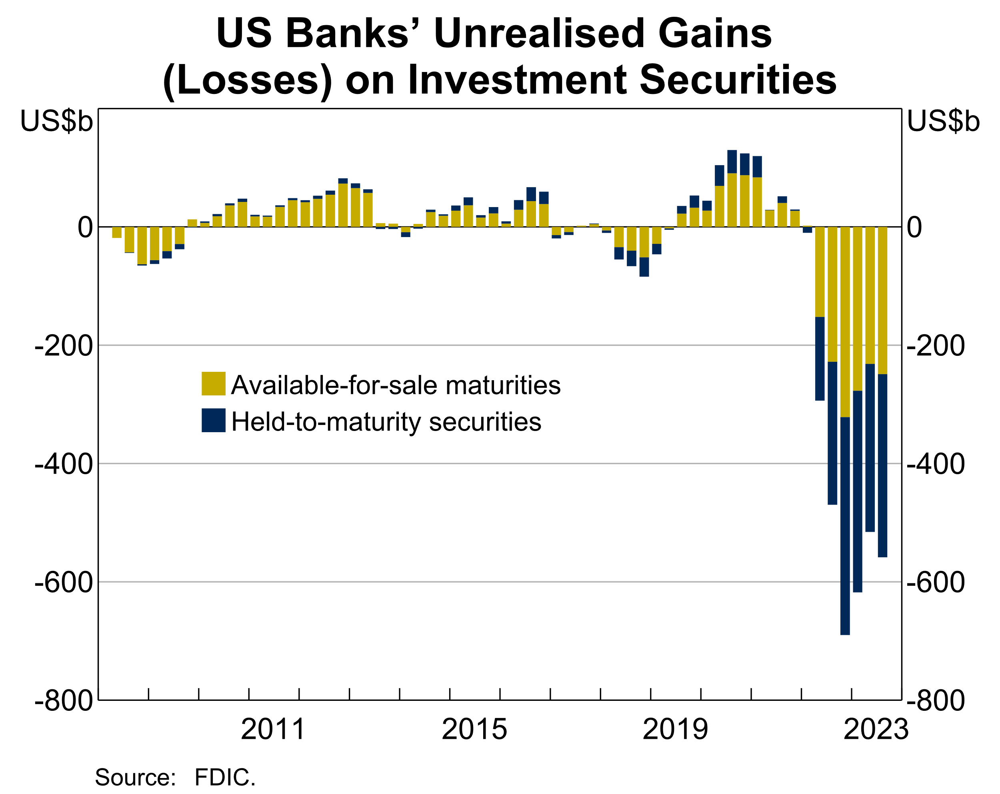 US Banks’ Unrealised Gains
(Losses) on Investment Securities
US$b
US$b
0
0
-200
-200
Available-for-sale maturities
Held-to-maturity securities
-400
-400
-600
-600
-800
-800
2011
2015
2019
2023
Source: FDIC.